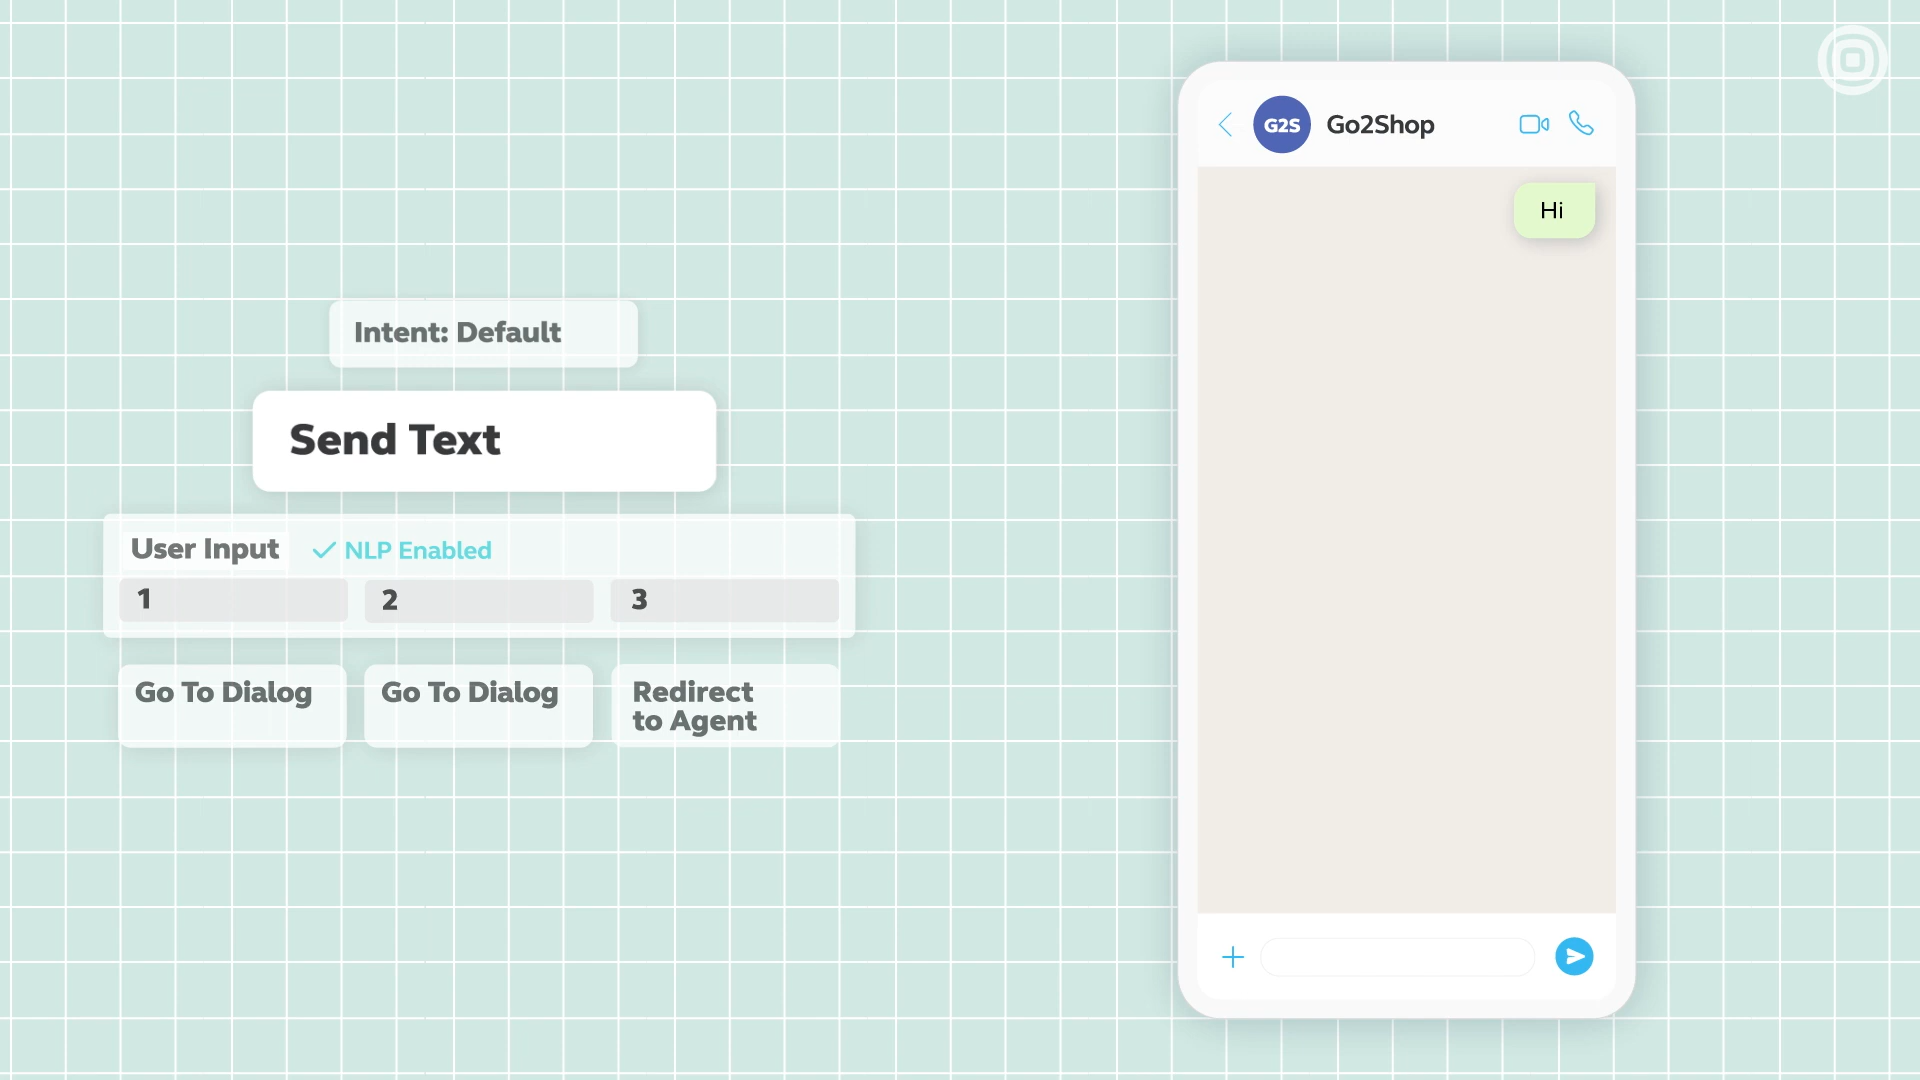 Intent: Default
Send Text
User Input
NLP Enabled
1
2
3
Go To Dialog
Go To Dialog
Redirect
to Agent
G2S
Go2Shop
Hi